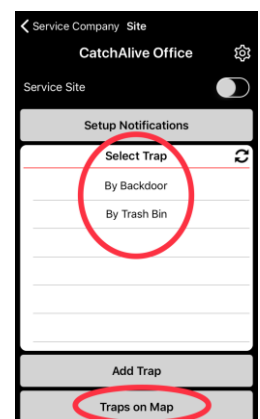 Service Company Site
CatchAlive Office
Service Site
Setup Notifications
Select Trap
By Backdoor
By Trash Bin
Add Trap
Traps on Map